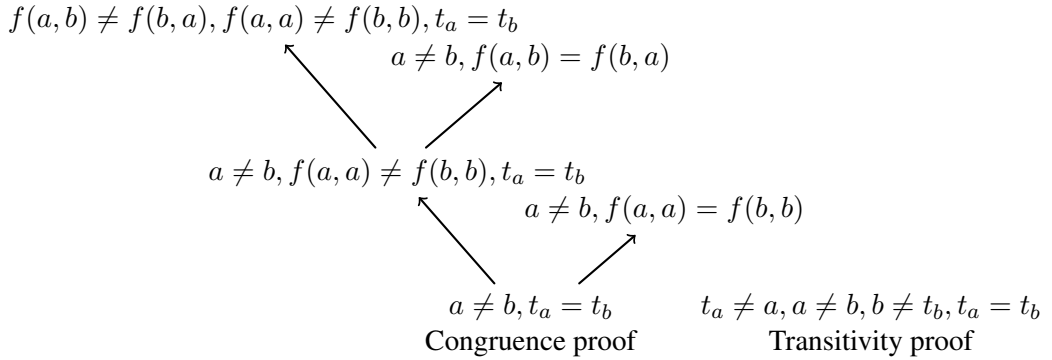 f(a, b) ≠ f(b, a), f(a, a) ≠ f(b, b), t_a = t_b
a ≠ b, f(a, b) = f(b, a)
a ≠ b, f(a, a) ≠ f(b, b), t_a = t_b
a ≠ b, f(a, a) = f(b, b)
a ≠ b, t_a = t_b
t_a ≠ a, a ≠ b, b ≠ t_b, t_a = t_b
Congruence proof
Transitivity proof